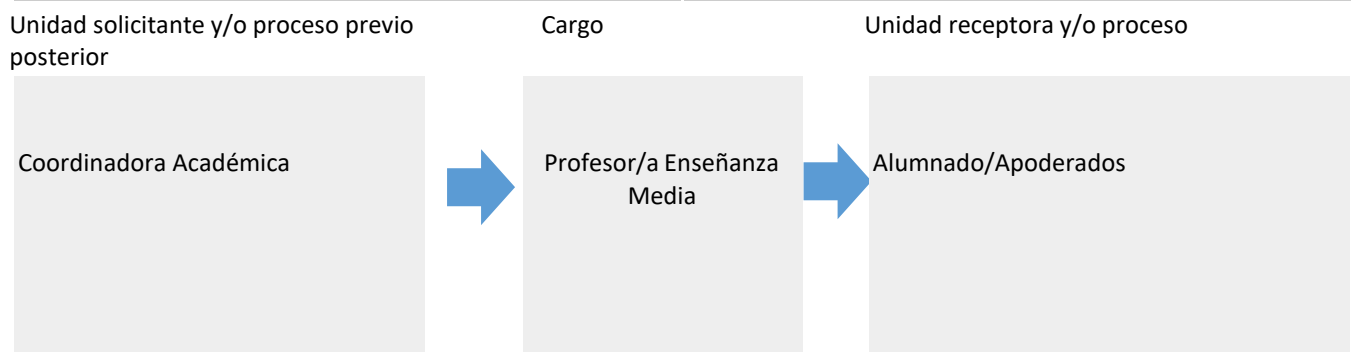 Unidad solicitante y/o proceso previo Cargo Unidad receptora y/o proceso
posterior
Coordinadora Académica Profesor/a Enseñanza Alumnado/Apoderados
Media